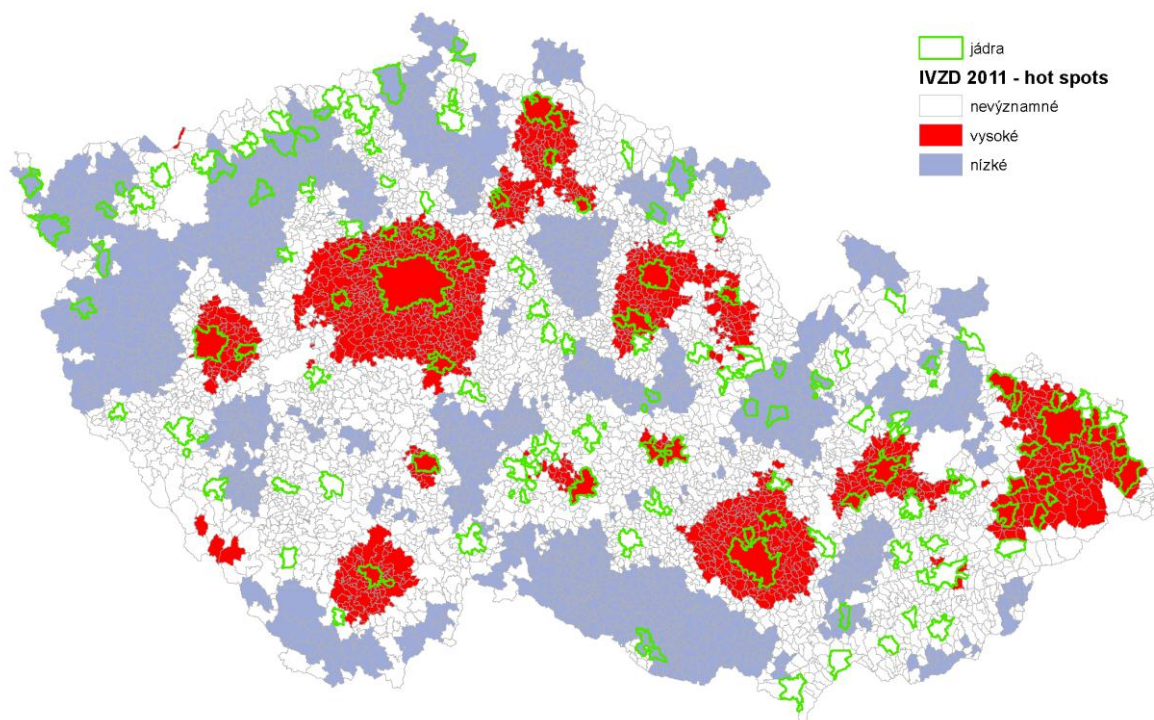 jádra
IVZD 2011 - hot spots
nevýznamné
vysoké
nízké